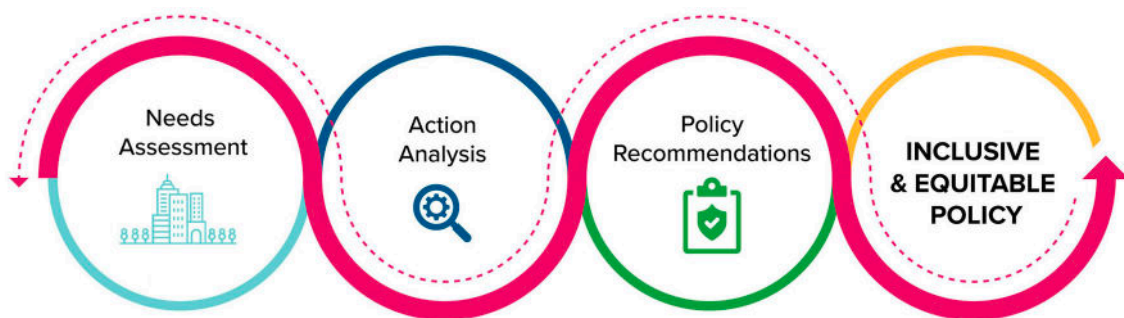 Needs
Assessment
Action
Analysis
Policy
Recommendations
INCLUSIVE
& EQUITABLE
POLICY